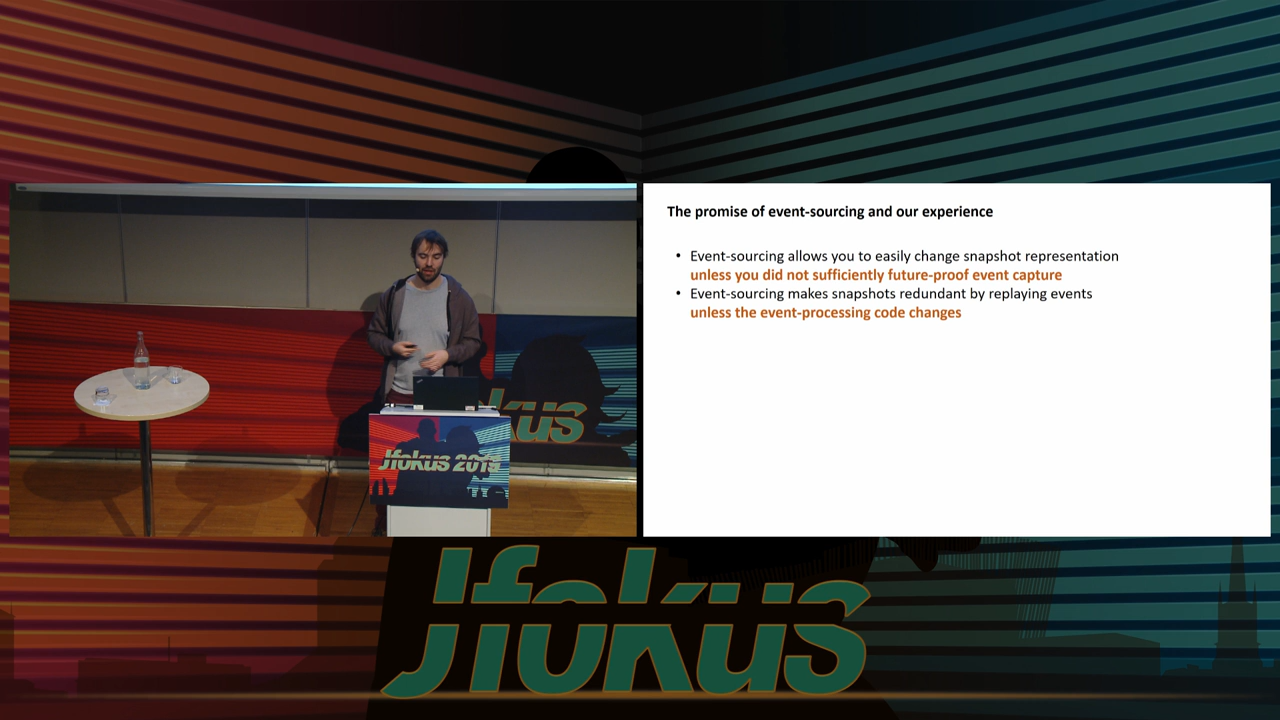 The promise of event-sourcing and our experience
• Event-sourcing allows you to easily change snapshot representation
unless you did not sufficiently future-proof event capture
• Event-sourcing makes snapshots redundant by replaying events
unless the event-processing code changes
kus
Jfokus 2019
Jfokus